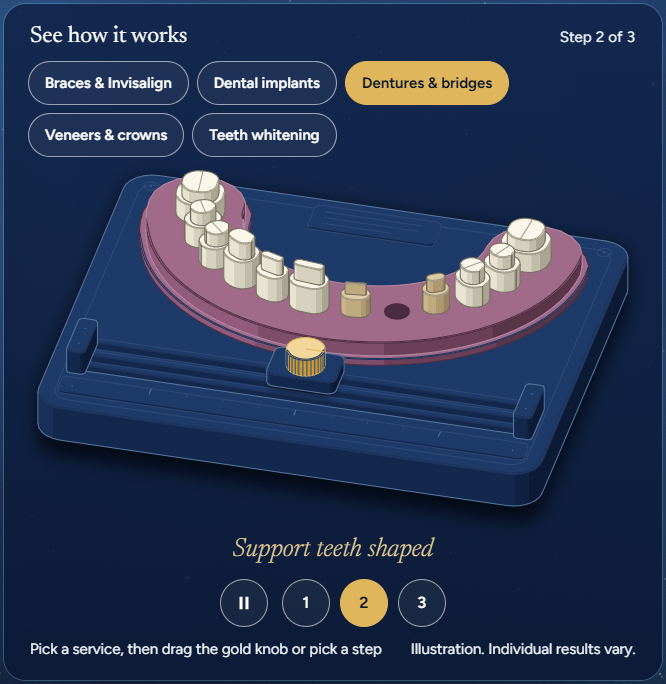 See how it works
Step 2 of 3
Braces & Invisalign
Dental implants
Dentures & bridges
Veneers & crowns
Teeth whitening
Support teeth shaped
1
2
3
Pick a service, then drag the gold knob or pick a step
Illustration. Individual results vary.